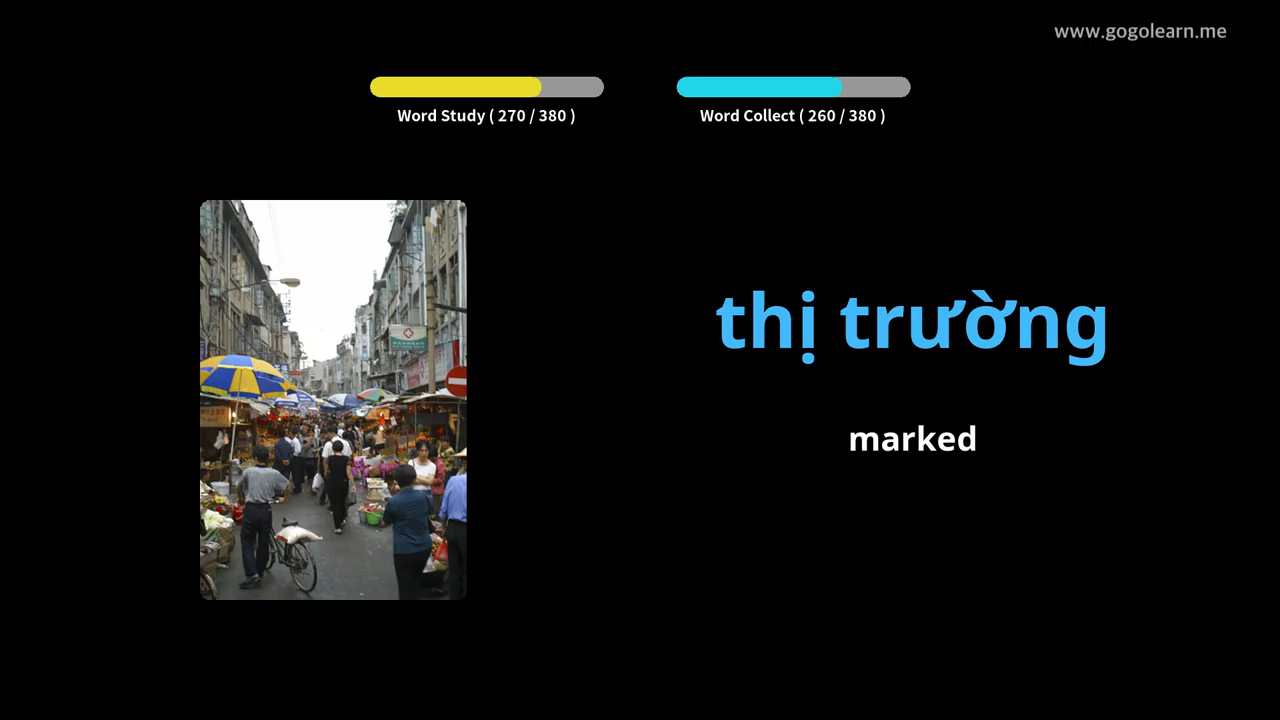 www.gogolearn.me
Word Study ( 270 / 380 )
Word Collect ( 260 / 380 )
thị trường
marked